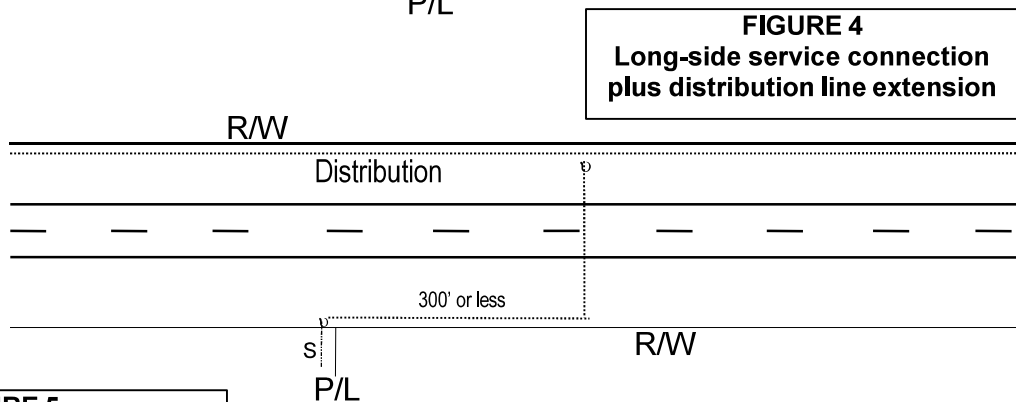 P/L
FIGURE 4
Long-side service connection
plus distribution line extension
R/W
Distribution
υ
300' or less
υ
R/W
S
P/L